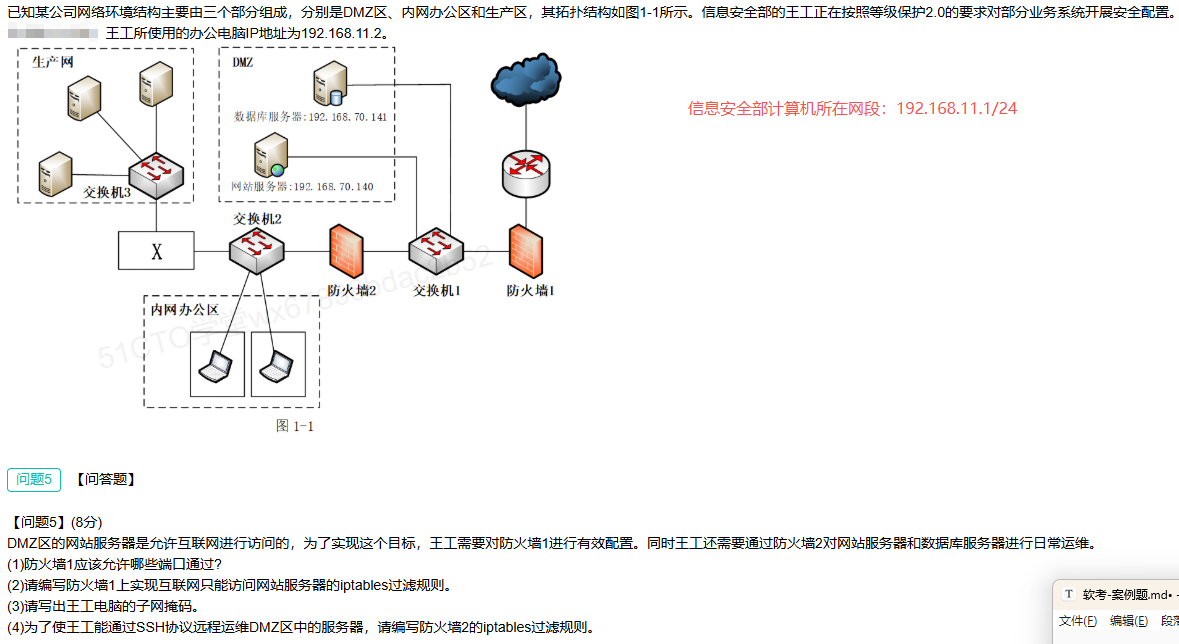 已知某公司网络环境结构主要由三个部分组成，分别是DMZ区、内网办公区和生产区，其拓扑结构如图1-1所示。信息安全部的王工正在按照等级保护2.0的要求对部分业务系统开展安全配置。
王工所使用的办公电脑IP地址为192.168.11.2。
生产网
DMZ
数据库服务器:192.168.70.141
信息安全部计算机所在网段：192.168.11.1/24
网站服务器:192.168.70.140
交换机3
交换机2
X
防火墙2
交换机1
防火墙1
内网办公区
图 1-1
问题5 【问答题】
【问题5】(8分)
DMZ区的网站服务器是允许互联网进行访问的，为了实现这个目标，王工需要对防火墙1进行有效配置。同时王工还需要通过防火墙2对网站服务器和数据库服务器进行日常运维。
(1)防火墙1应该允许哪些端口通过?
(2)请编写防火墙1上实现互联网只能访问网站服务器的iptables过滤规则。
(3)请写出王工电脑的子网掩码。
(4)为了使王工能通过SSH协议远程运维DMZ区中的服务器，请编写防火墙2的iptables过滤规则。
T 软考-案例题.md•
文件(F) 编辑(E)